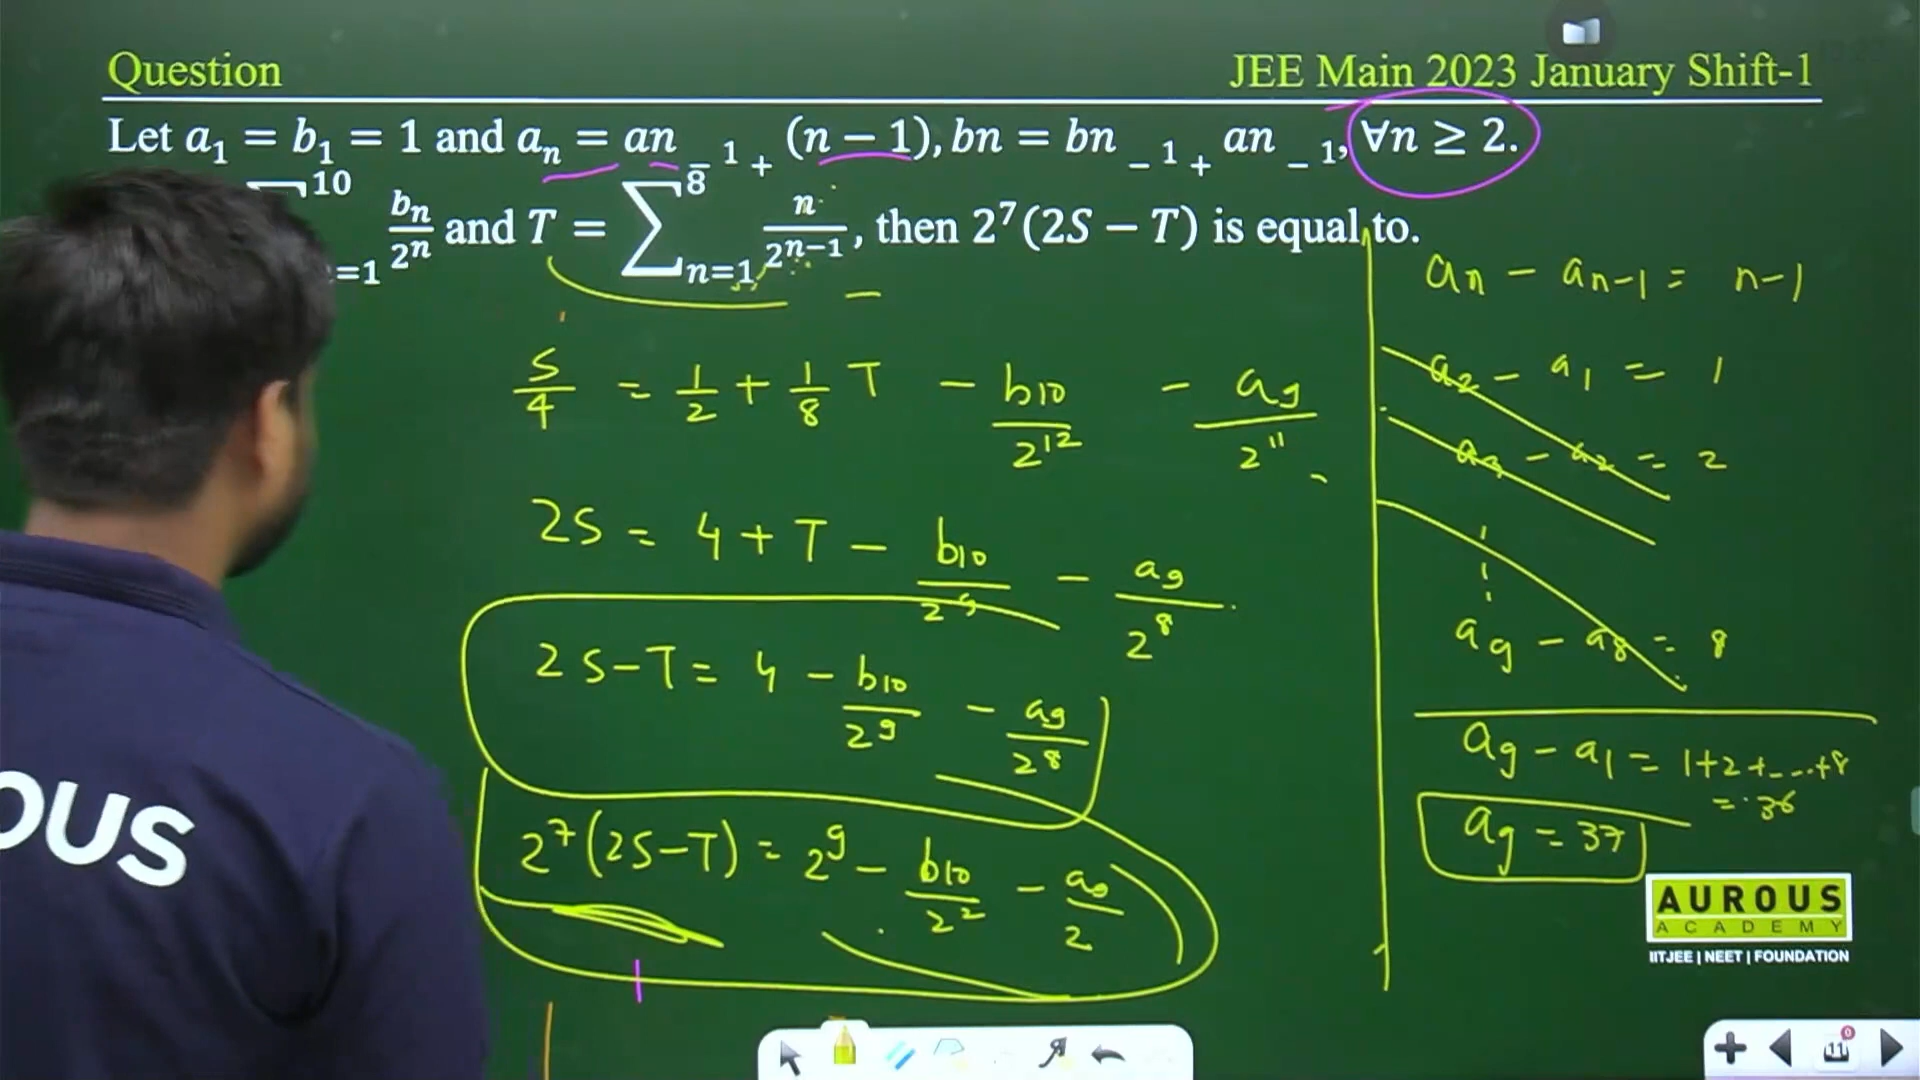 Question
JEE Main 2023 January Shift-1
Let a₁ = b₁ = 1 and aₙ = an ₋ ₁ ₊ (n − 1), bn = bn ₋ ₁ ₊ an ₋ ₁, ∀n ≥ 2.
10 =1 bₙ/2ⁿ and T = ∑ⁿ⁼¹⁸ n/2ⁿ⁻¹, then 2⁷(2S − T) is equal to.
S/4 = 1/2 + 1/8 T − b₁₀/2¹² − a₉/2¹¹
2S = 4 + T − b₁₀/2⁹ − a₉/2⁸
2S−T = 4 − b₁₀/2⁹ − a₉/2⁸
2⁷(2S−T) = 2⁹ − b₁₀/2² − a₉/2
aₙ − aₙ₋₁ = n−1
a₂ − a₁ = 1
a₃ − a₂ = 2
a₉ − a₈ = 8
a₉ − a₁ = 1+2+....+8
= 36
a₉ = 37
OUS
AUROUS
ACADEMY
IITJEE | NEET | FOUNDATION
11
0